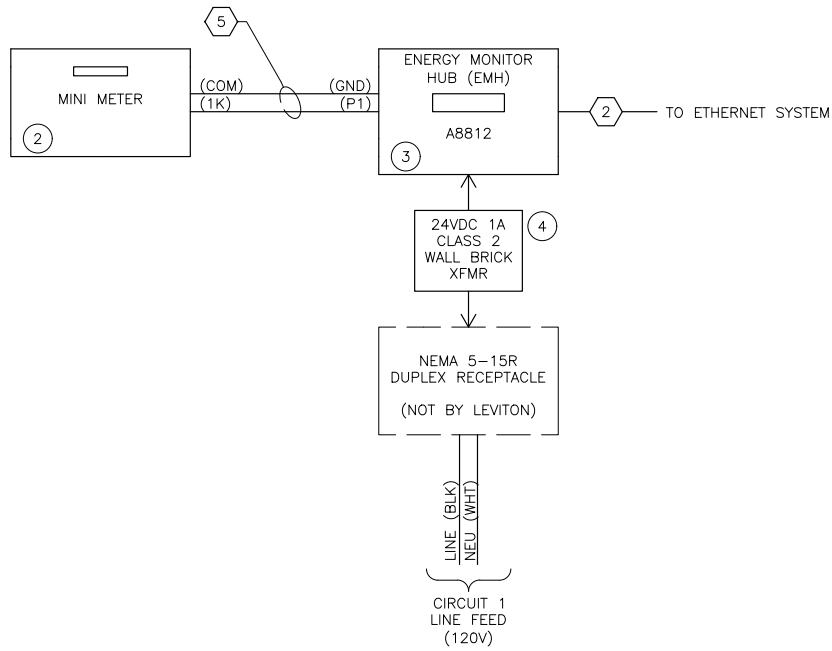 5
MINI METER
2
(COM)
(1K)
(GND)
(P1)
ENERGY MONITOR
HUB (EMH)
A8812
3
2
TO ETHERNET SYSTEM
24VDC 1A
CLASS 2
WALL BRICK
XFMR
4
NEMA 5-15R
DUPLEX RECEPTACLE
(NOT BY LEVITON)
LINE (BLK)
NEU (WHT)
CIRCUIT 1
LINE FEED
(120V)